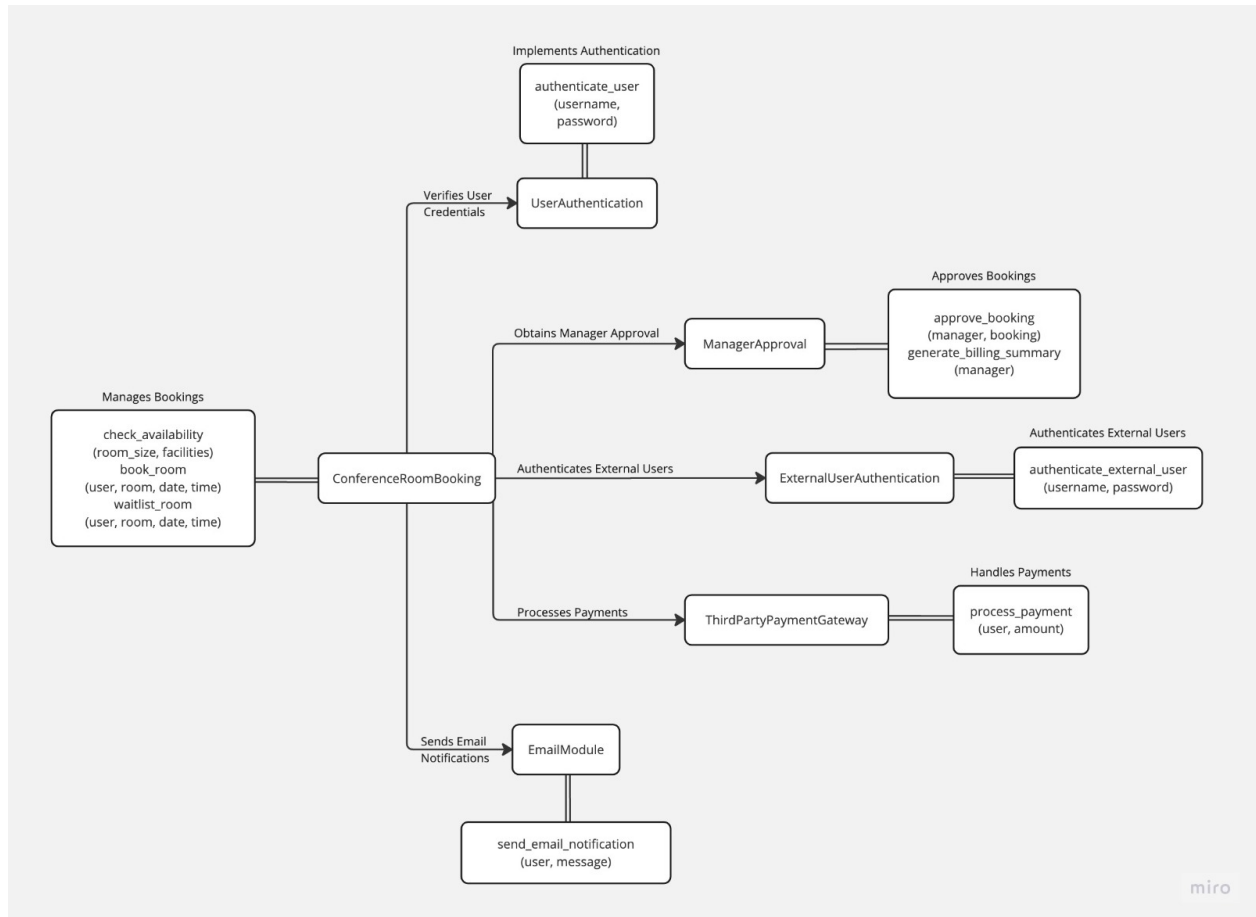 Implements Authentication
authenticate_user
(username,
password)
Verifies User
Credentials
UserAuthentication
Approves Bookings
approve_booking
(manager, booking)
generate_billing_summary
(manager)
Obtains Manager Approval
ManagerApproval
Manages Bookings
check_availability
(room_size, facilities)
book_room
(user, room, date, time)
waitlist_room
(user, room, date, time)
ConferenceRoomBooking
Authenticates External Users
ExternalUserAuthentication
Authenticates External Users
authenticate_external_user
(username, password)
Processes Payments
ThirdPartyPaymentGateway
Handles Payments
process_payment
(user, amount)
Sends Email
Notifications
EmailModule
send_email_notification
(user, message)
miro